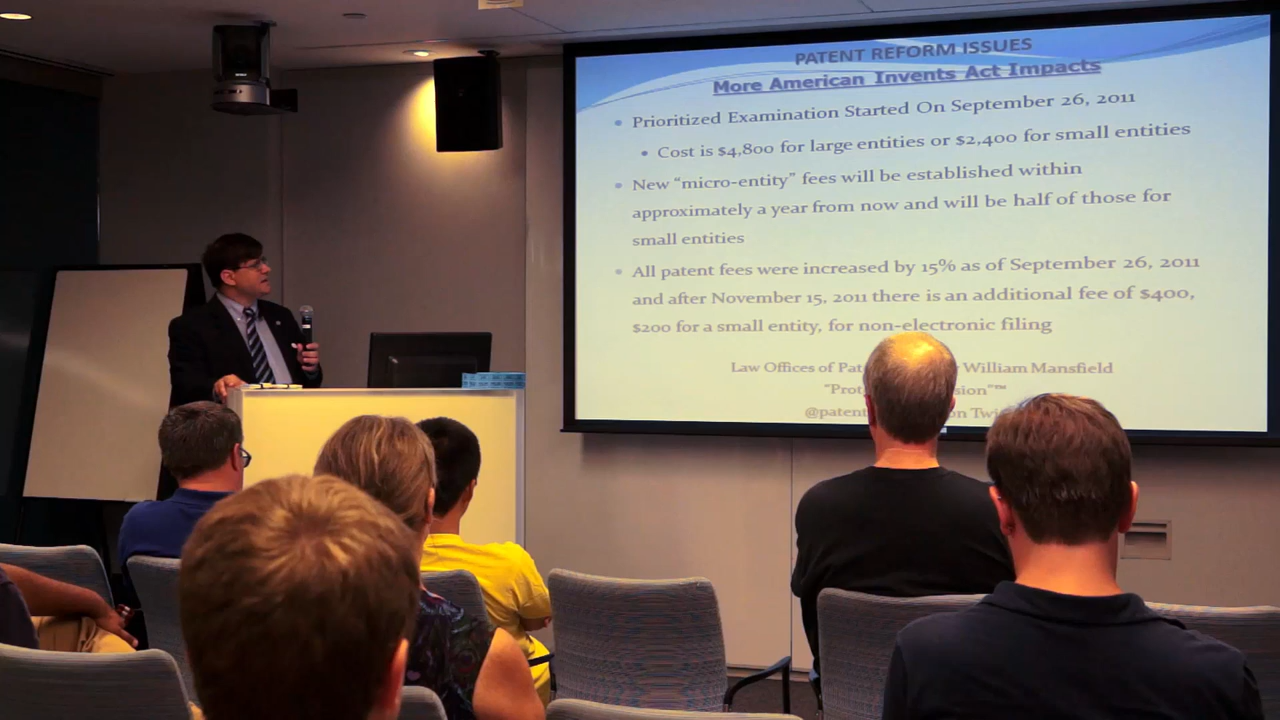 PATENT REFORM ISSUES
More American Invents Act Impacts
• Prioritized Examination Started On September 26, 2011
• Cost is $4,800 for large entities or $2,400 for small entities
• New “micro-entity” fees will be established within
approximately a year from now and will be half of those for
small entities
• All patent fees were increased by 15% as of September 26, 2011
and after November 15, 2011 there is an additional fee of $400,
$200 for a small entity, for non-electronic filing
Law Offices of William Mansfield